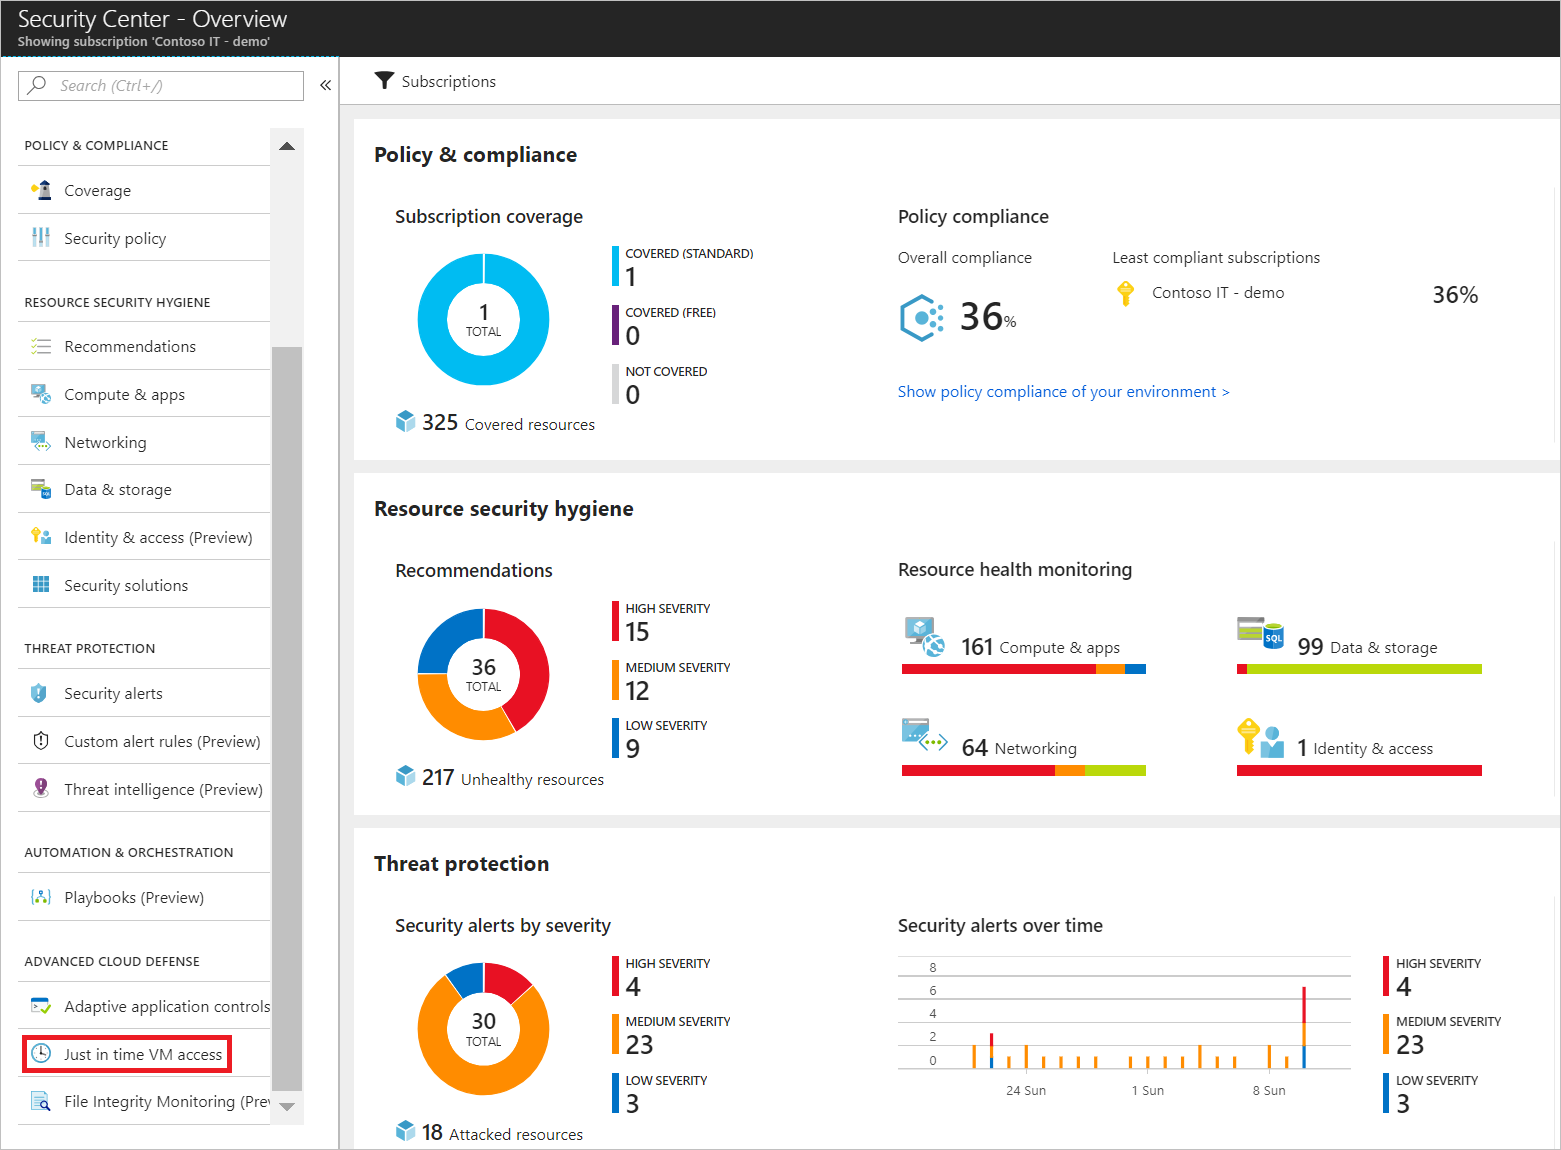 Security Center - Overview
Showing subscription 'Contoso IT - demo'
Search (Ctrl+/)
«
POLICY & COMPLIANCE
Coverage
Security policy
RESOURCE SECURITY HYGIENE
Recommendations
Compute & apps
Networking
Data & storage
Identity & access (Preview)
Security solutions
THREAT PROTECTION
Security alerts
Custom alert rules (Preview)
Threat intelligence (Preview)
AUTOMATION & ORCHESTRATION
Playbooks (Preview)
ADVANCED CLOUD DEFENSE
Adaptive application controls
Just in time VM access
File Integrity Monitoring (Prev
Subscriptions
Policy & compliance
Subscription coverage
1
TOTAL
COVERED (STANDARD)
1
COVERED (FREE)
0
NOT COVERED
0
325 Covered resources
Policy compliance
Overall compliance
36%
Least compliant subscriptions
Contoso IT - demo 36%
Show policy compliance of your environment >
Resource security hygiene
Recommendations
36
TOTAL
HIGH SEVERITY
15
MEDIUM SEVERITY
12
LOW SEVERITY
9
217 Unhealthy resources
Resource health monitoring
161 Compute & apps
SQL
99 Data & storage
64 Networking
1 Identity & access
Threat protection
Security alerts by severity
30
TOTAL
HIGH SEVERITY
4
MEDIUM SEVERITY
23
LOW SEVERITY
3
18 Attacked resources
Security alerts over time
8
6
4
2
0
24 Sun 1 Sun 8 Sun
HIGH SEVERITY
4
MEDIUM SEVERITY
23
LOW SEVERITY
3